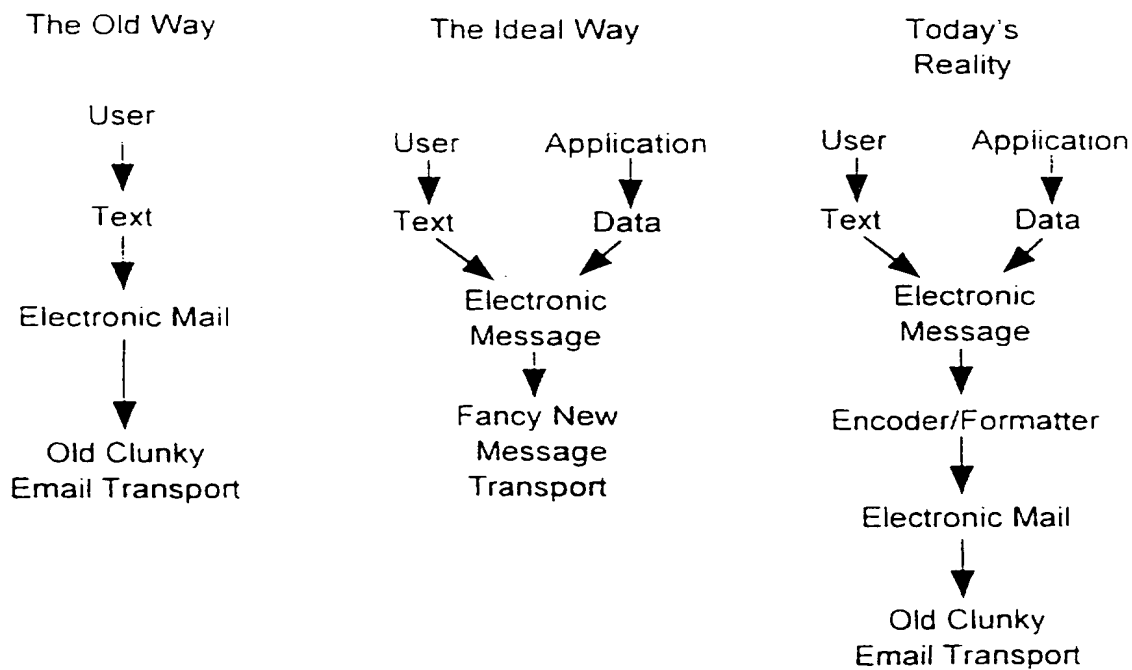 The Old Way
User
Text
Electronic Mail
Old Clunky
Email Transport
The Ideal Way
User Application
Text Data
Electronic
Message
Fancy New
Message
Transport
Today's
Reality
User Application
Text Data
Electronic
Message
Encoder/Formatter
Electronic Mail
Old Clunky
Email Transport